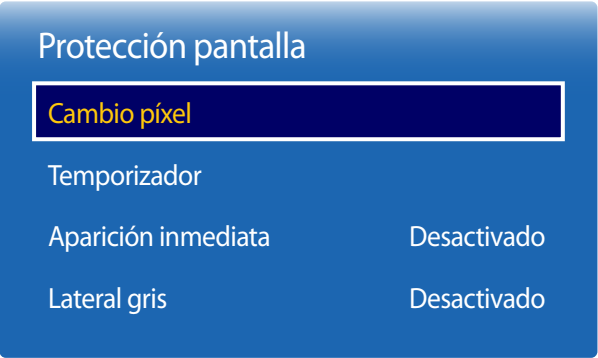 Protección pantalla
Cambio píxel
Temporizador
Aparición inmediata Desactivado
Lateral gris Desactivado